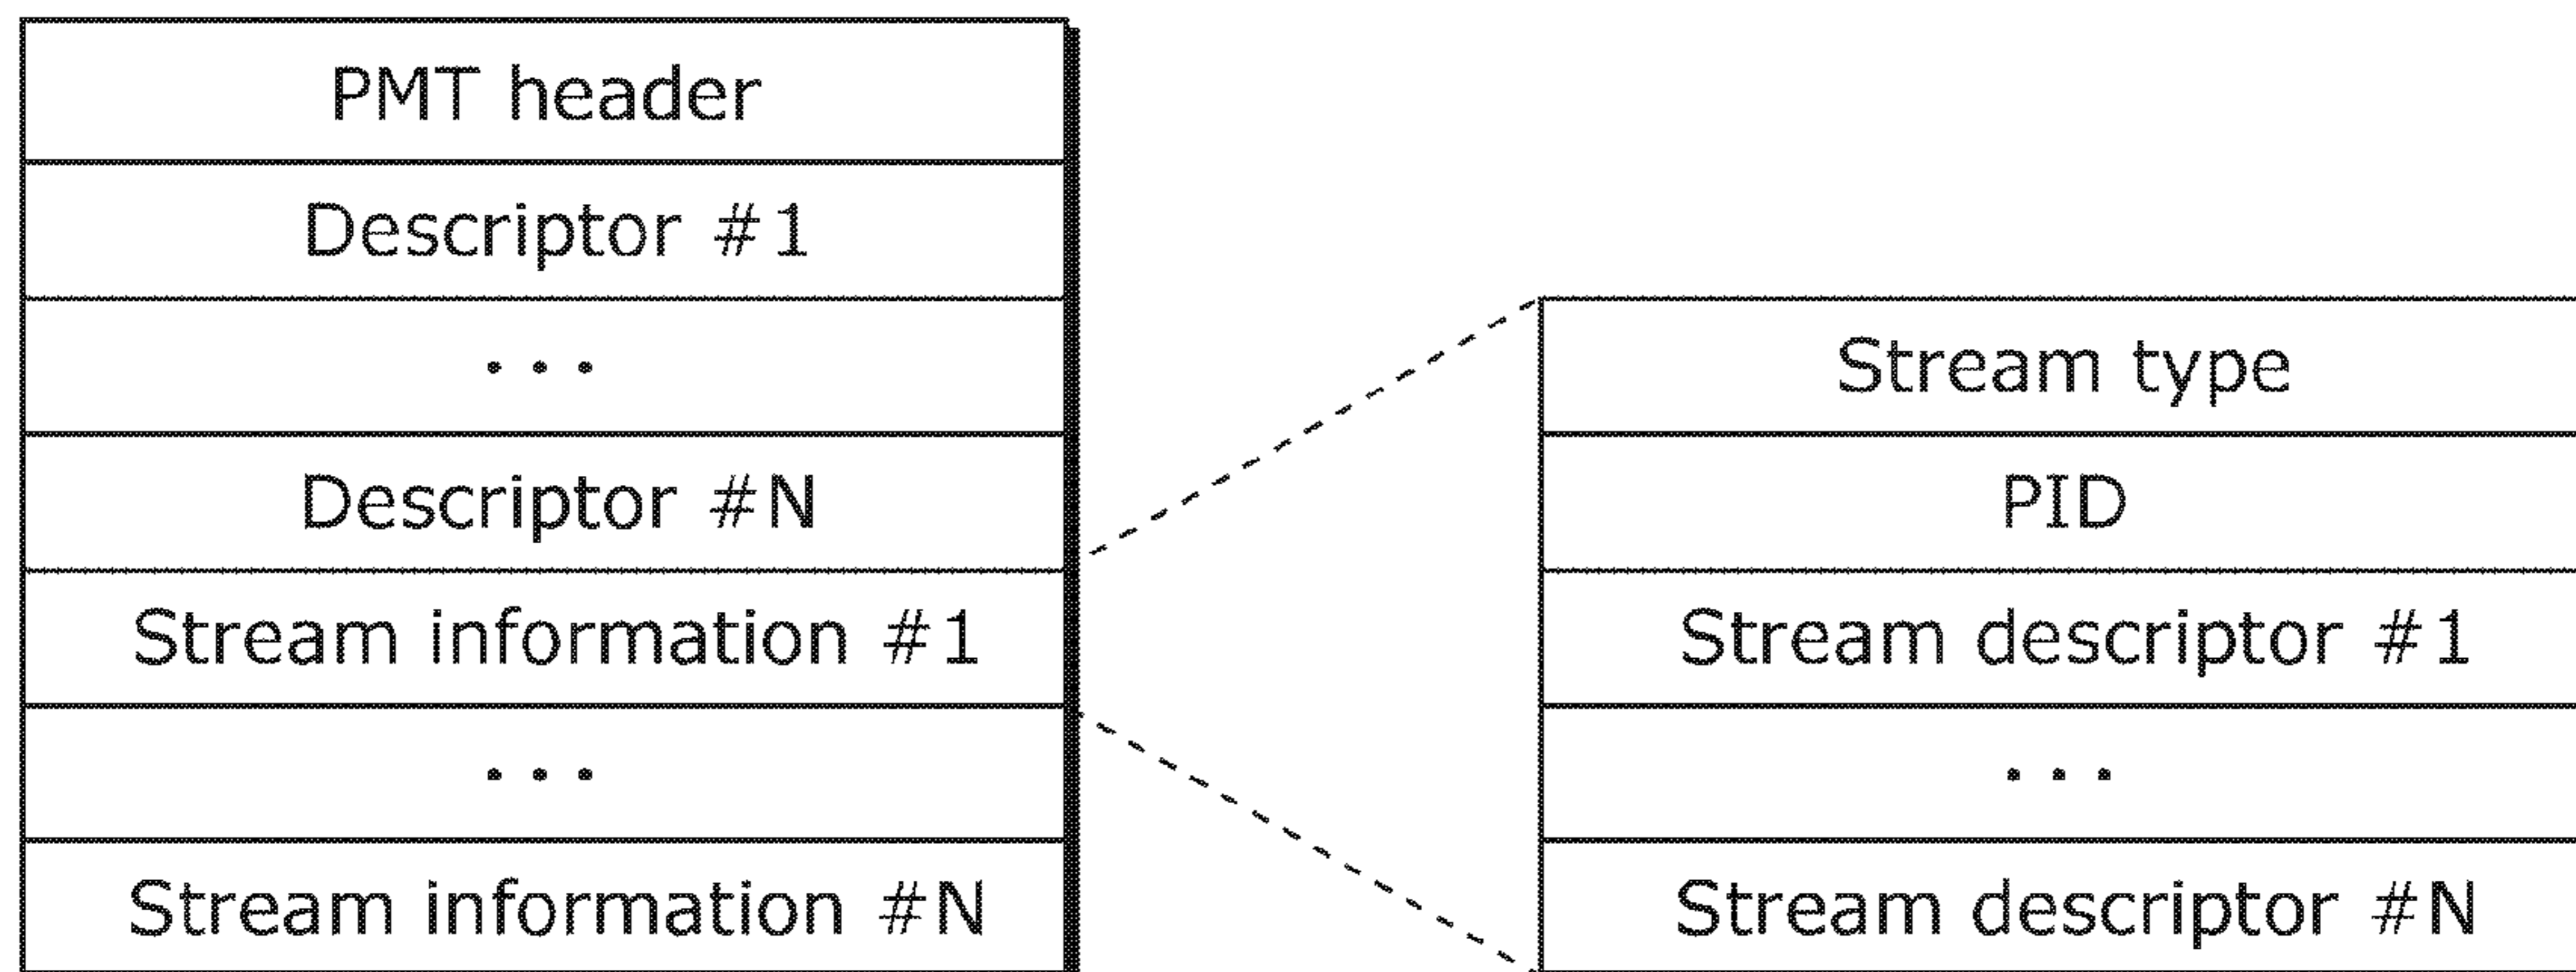 PMT header
Descriptor #1
...
Descriptor #N
Stream information #1
...
Stream information #N
Stream type
PID
Stream descriptor #1
...
Stream descriptor #N